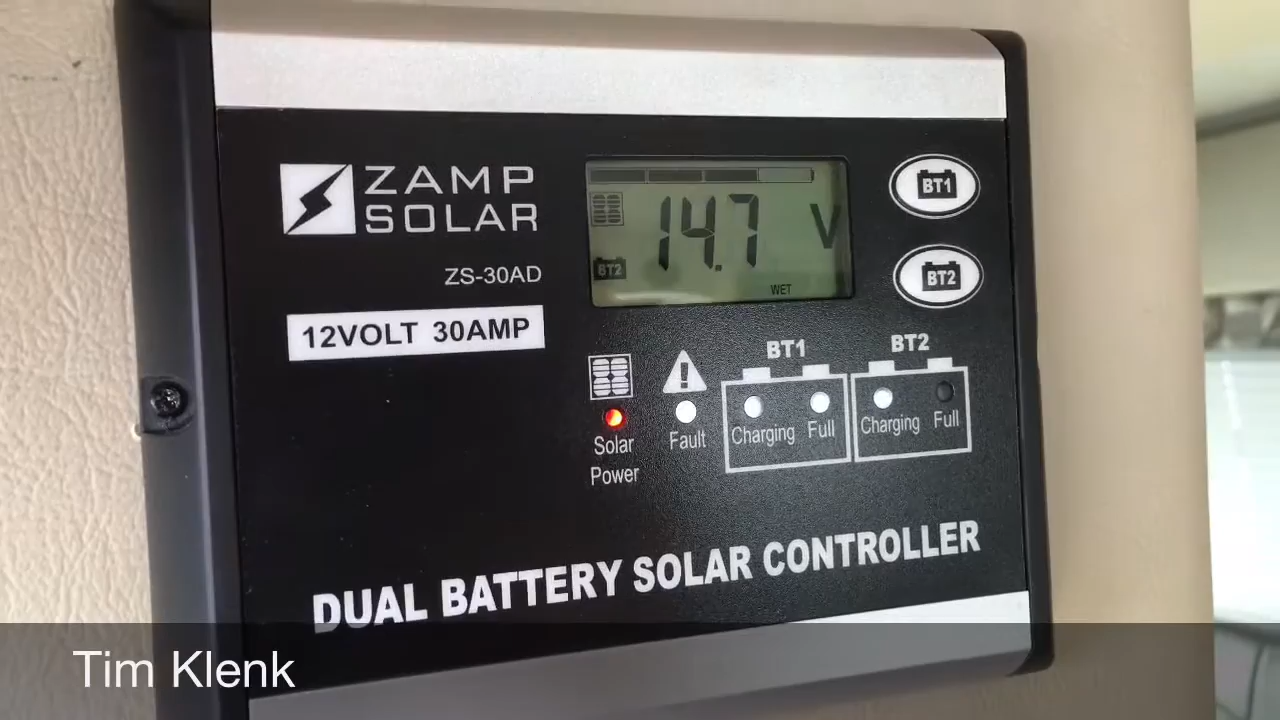 ZAMP
SOLAR
ZS-30AD
12VOLT 30AMP
BT2
14.7 V
WET
BT1
BT2
Solar
Power
Fault
BT1
Charging Full
BT2
Charging Full
DUAL BATTERY SOLAR CONTROLLER
Tim Klenk